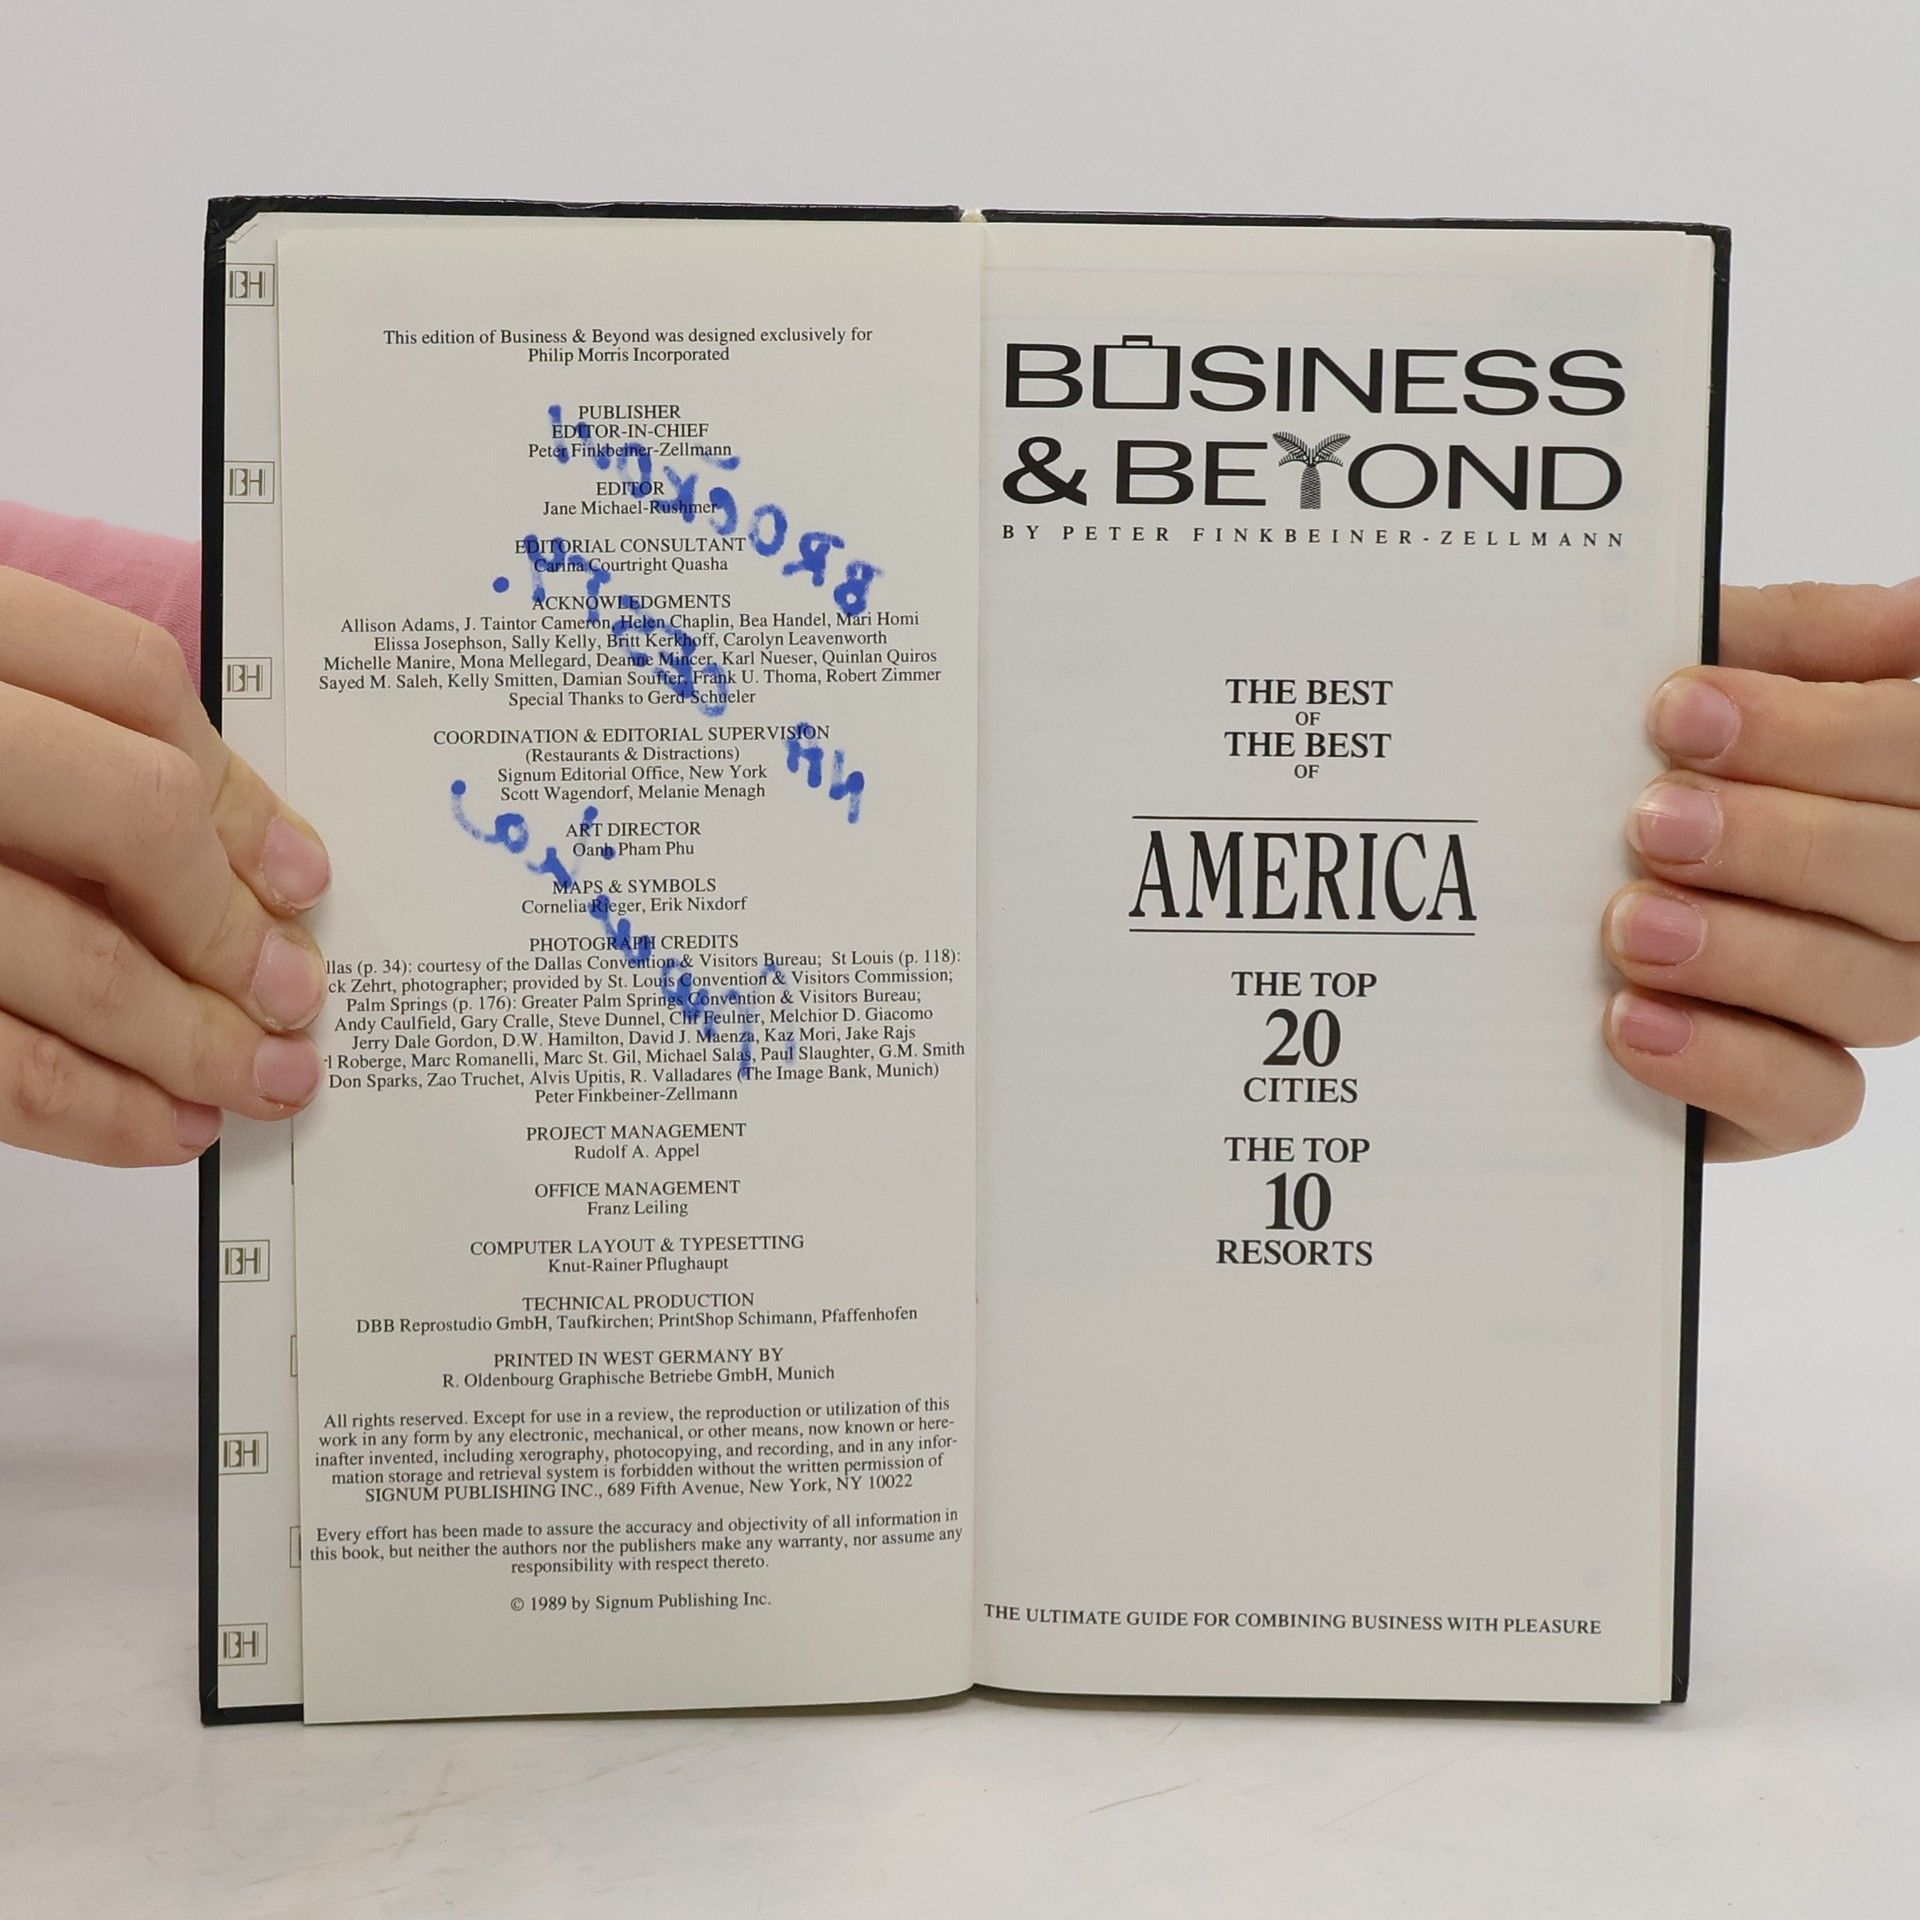 This edition of Business & Beyond was designed exclusively for
Philip Morris Incorporated
PUBLISHER
EDITOR-IN-CHIEF
Peter Finkbeiner-Zellmann
EDITOR
Jane Michael-Rushmer
EDITORIAL CONSULTANT
Carina Courtright Quasha
ACKNOWLEDGMENTS
Allison Adams, J. Taintor Cameron, Helen Chaplin, Bea Handel, Mari Homi
Elissa Josephson, Sally Kelly, Britt Kerkhoff, Carolyn Leavenworth
Michelle Manire, Mona Mellegard, Deanne Mincer, Karl Nueser, Quinlan Quiros
Sayed M. Saleh, Kelly Smitten, Damian Souffer, Frank U. Thoma, Robert Zimmer
Special Thanks to Gerd Schueler
COORDINATION & EDITORIAL SUPERVISION
(Restaurants & Distractions)
Signum Editorial Office, New York
Scott Wagendorf, Melanie Menagh
ART DIRECTOR
Oanh Pham Phu
MAPS & SYMBOLS
Cornelia Rieger, Erik Nixdorf
PHOTOGRAPH CREDITS
llas (p. 34): courtesy of the Dallas Convention & Visitors Bureau; St Louis (p. 118):
ck Zehrt, photographer; provided by St. Louis Convention & Visitors Commission;
Palm Springs (p. 176): Greater Palm Springs Convention & Visitors Bureau;
Andy Caulfield, Gary Cralle, Steve Dunnel, Clif Feulner, Melchior D. Giacomo
Jerry Dale Gordon, D.W. Hamilton, David J. Maenza, Kaz Mori, Jake Rajs
l Roberge, Marc Romanelli, Marc St. Gil, Michael Salas, Paul Slaughter, G.M. Smith
Don Sparks, Zao Truchet, Alvis Upitis, R. Valladares (The Image Bank, Munich)
Peter Finkbeiner-Zellmann
PROJECT MANAGEMENT
Rudolf A. Appel
OFFICE MANAGEMENT
Franz Leiling
COMPUTER LAYOUT & TYPESETTING
Knut-Rainer Pflughaupt
TECHNICAL PRODUCTION
DBB Reprostudio GmbH, Taufkirchen; PrintShop Schimann, Pfaffenhofen
PRINTED IN WEST GERMANY BY
R. Oldenbourg Graphische Betriebe GmbH, Munich
All rights reserved. Except for use in a review, the reproduction or utilization of this
work in any form by any electronic, mechanical, or other means, now known or here-
inafter invented, including xerography, photocopying, and recording, and in any infor-
mation storage and retrieval system is forbidden without the written permission of
SIGNUM PUBLISHING INC., 689 Fifth Avenue, New York, NY 10022
Every effort has been made to assure the accuracy and objectivity of all information in
this book, but neither the authors nor the publishers make any warranty, nor assume any
responsibility with respect thereto.
© 1989 by Signum Publishing Inc.
BUSINESS
& BEYOND
BY PETER FINKBEINER-ZELLMANN
THE BEST
OF
THE BEST
OF
AMERICA
THE TOP
20
CITIES
THE TOP
10
RESORTS
THE ULTIMATE GUIDE FOR COMBINING BUSINESS WITH PLEASURE